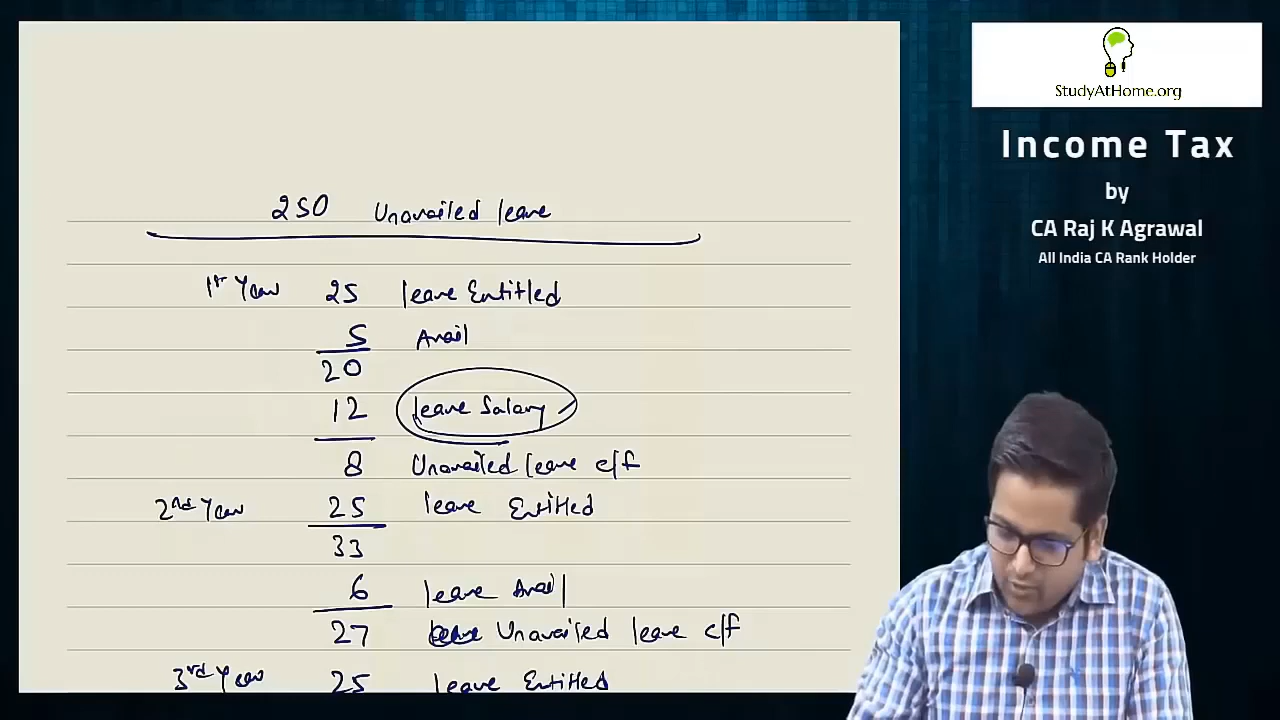 250 Unavailed leave
1st Year 25 leave Entitled
5 Avail
20
12 leave Salary
8 Unavailed leave c/f
2nd Year 25 leave Entitled
33
6 leave Avail
27 Unavailed leave c/f
3rd Year 25 leave Entitled
StudyAtHome.org
Income Tax
by
CA Raj K Agrawal
All India CA Rank Holder